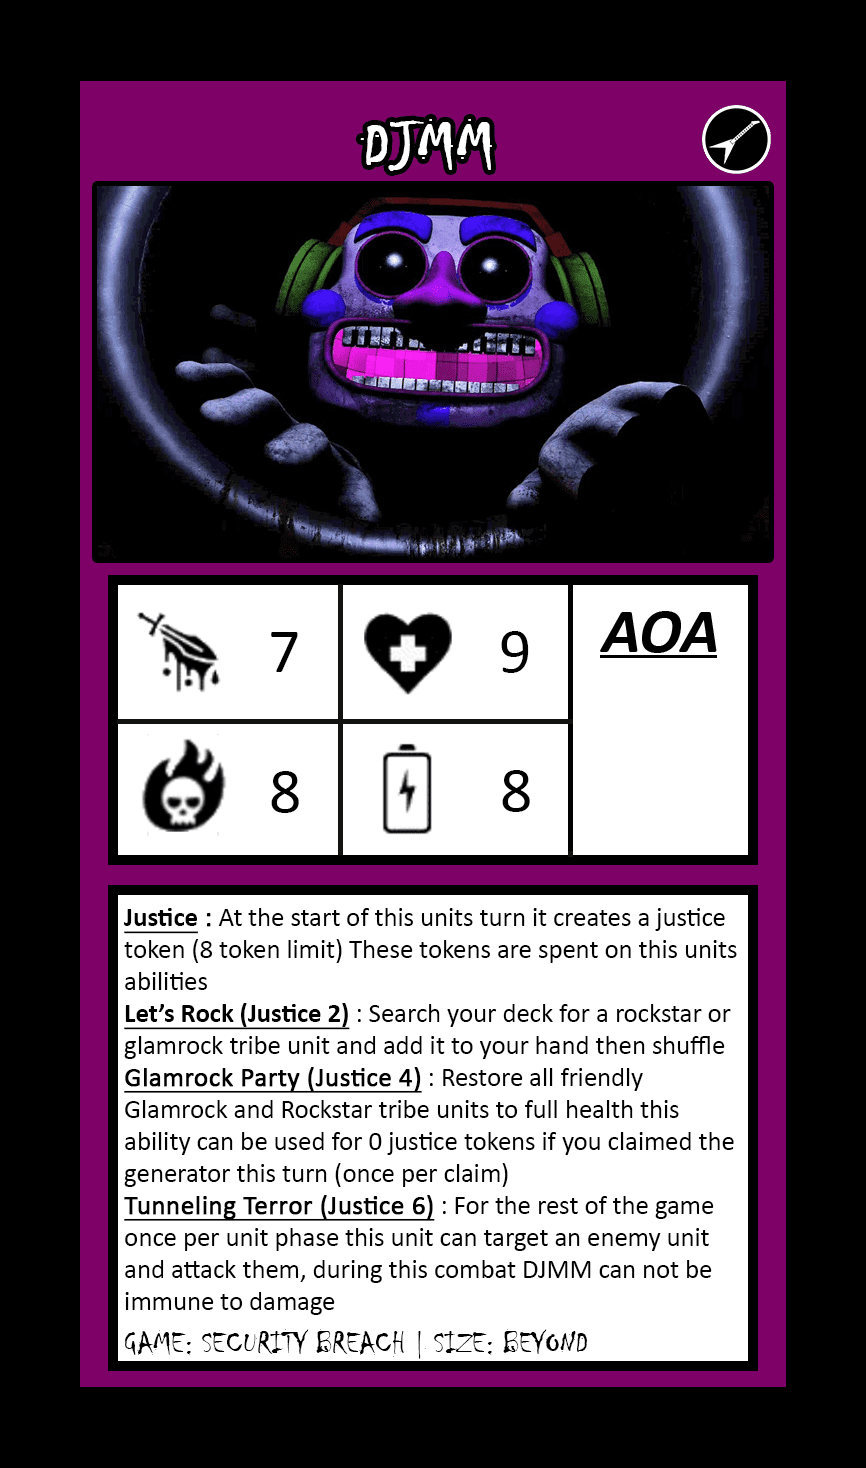 DJMM
7
9
AOA
8
8
Justice : At the start of this units turn it creates a justice
token (8 token limit) These tokens are spent on this units
abilities
Let’s Rock (Justice 2) : Search your deck for a rockstar or
glamrock tribe unit and add it to your hand then shuffle
Glamrock Party (Justice 4) : Restore all friendly
Glamrock and Rockstar tribe units to full health this
ability can be used for 0 justice tokens if you claimed the
generator this turn (once per claim)
Tunneling Terror (Justice 6) : For the rest of the game
once per unit phase this unit can target an enemy unit
and attack them, during this combat DJMM can not be
immune to damage
GAME: SECURITY BREACH | SIZE: BEYOND